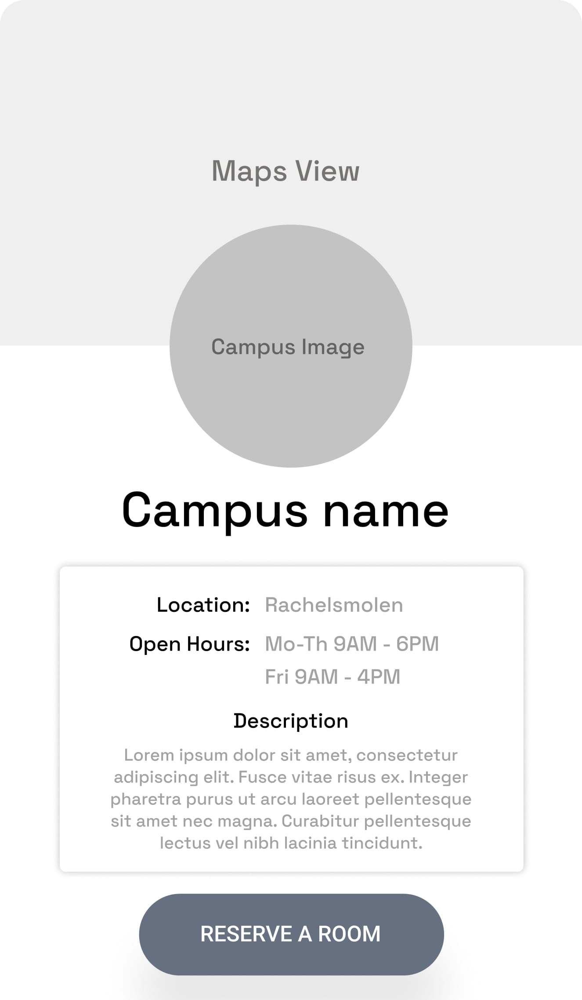 Maps View
Campus Image
Campus name
Location: Rachelsmolen
Open Hours: Mo-Th 9AM - 6PM
Fri 9AM - 4PM
Description
Lorem ipsum dolor sit amet, consectetur
adipiscing elit. Fusce vitae risus ex. Integer
pharetra purus ut arcu laoreet pellentesque
sit amet nec magna. Curabitur pellentesque
lectus vel nibh lacinia tincidunt.
RESERVE A ROOM